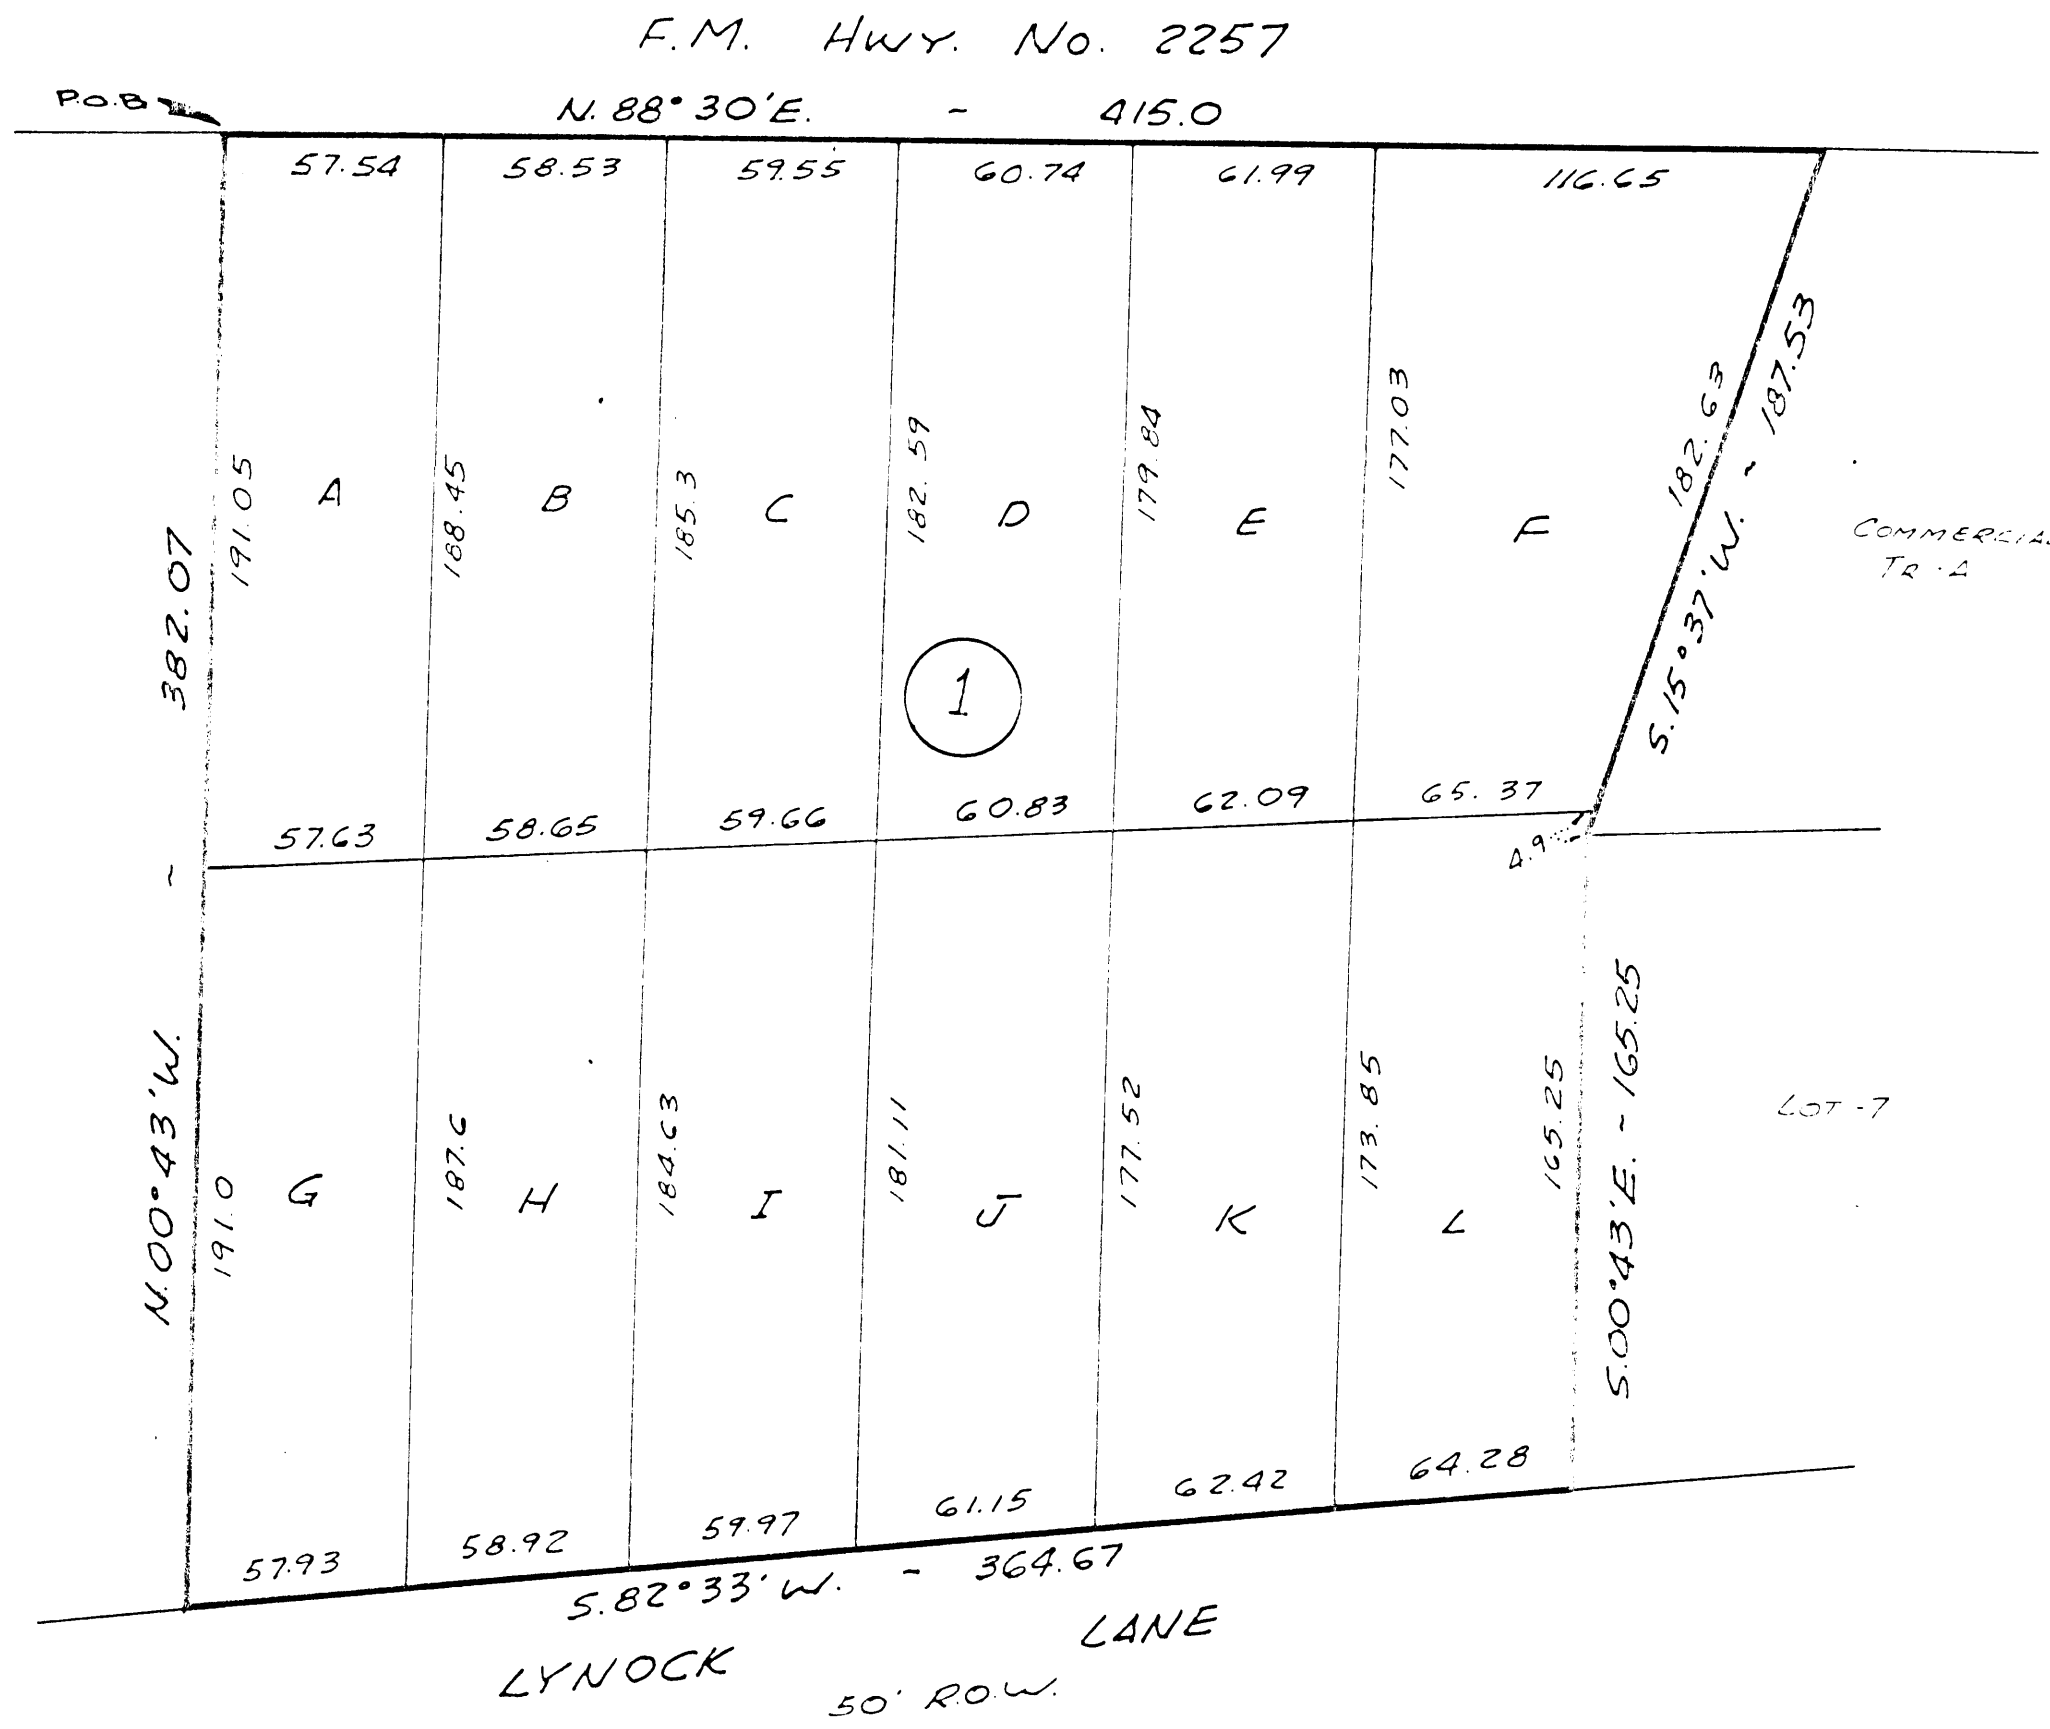 F.M. HWY. No. 2257
P.O.B.
N. 88° 30' E. - 415.0
57.54
58.53
59.55
60.74
61.99
116.65
191.05
A
188.45
B
185.3
C
182.59
D
179.84
E
177.03
F
182.63
S. 15° 37' W. - 187.53
COMMERCIAL
TR - A
N. 00° 43' W. - 382.07
1
57.63
58.65
59.66
60.83
62.09
65.37
4.9
191.0
G
187.6
H
184.63
I
181.11
J
177.52
K
173.85
L
165.25
S. 00° 43' E. - 165.25
LOT - 7
57.93
58.92
59.97
61.15
62.42
64.28
S. 82° 33' W. - 364.67
LYNOCK LANE
50' R.O.W.